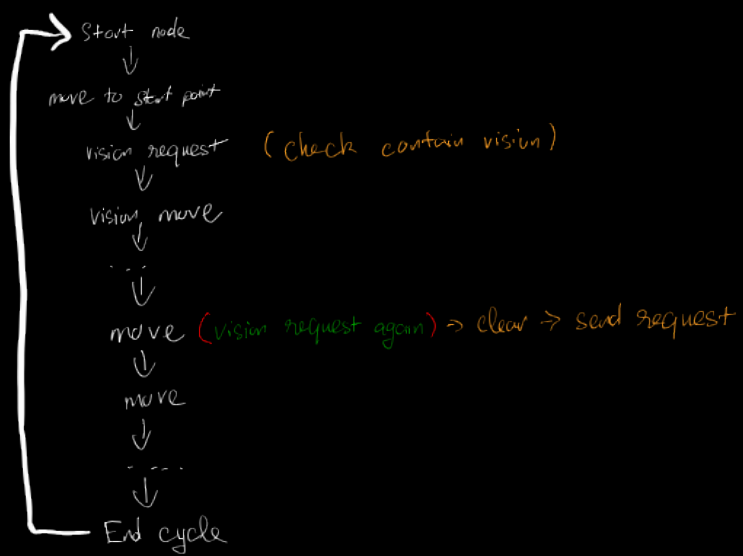 Start node
move to start point
vision request (check contain vision)
vision move
....
move (vision request again) -> clear -> send request
move
.....
End cycle